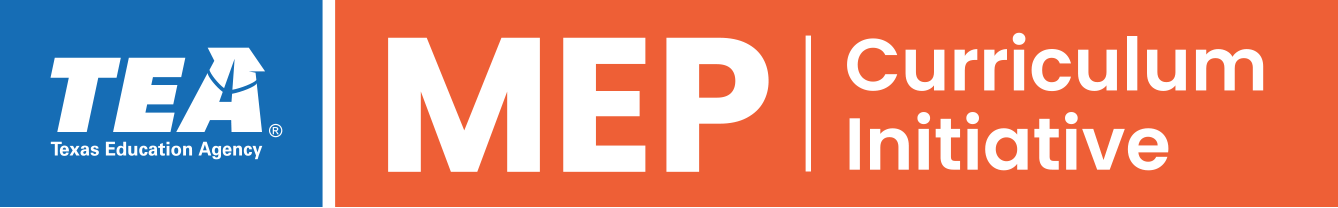 TEA®
Texas Education Agency
MEP
Curriculum
Initiative